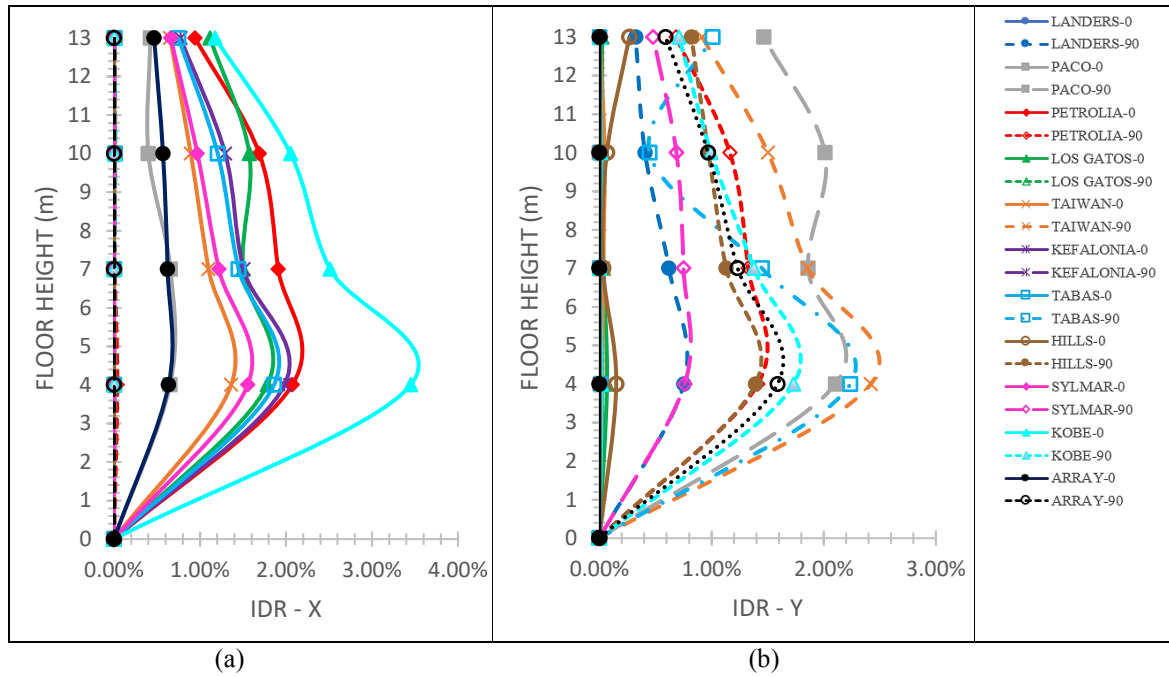 FLOOR HEIGHT (m)
13
12
11
10
9
8
7
6
5
4
3
2
1
0
0.00% 1.00% 2.00% 3.00% 4.00%
IDR - X
(a)
FLOOR HEIGHT (m)
13
12
11
10
9
8
7
6
5
4
3
2
1
0
0.00% 1.00% 2.00% 3.00%
IDR - Y
(b)
LANDERS-0
LANDERS-90
PACO-0
PACO-90
PETROLIA-0
PETROLIA-90
LOS GATOS-0
LOS GATOS-90
TAIWAN-0
TAIWAN-90
KEFALONIA-0
KEFALONIA-90
TABAS-0
TABAS-90
HILLS-0
HILLS-90
SYLMAR-0
SYLMAR-90
KOBE-0
KOBE-90
ARRAY-0
ARRAY-90